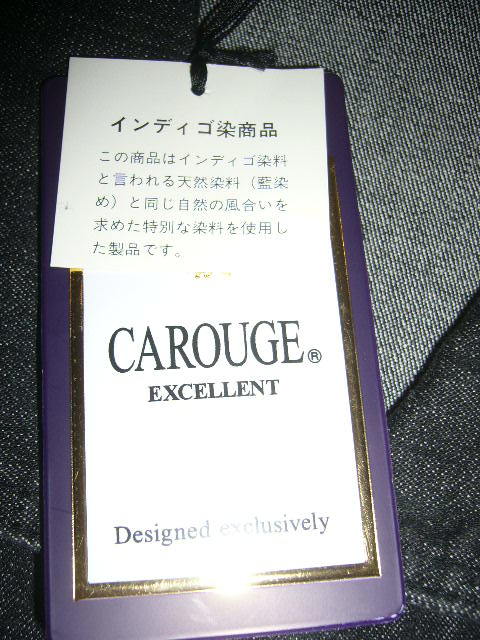 インディゴ染商品
この商品はインディゴ染料
と言われる天然染料（藍染
め）と同じ自然の風合いを
求めた特別な染料を使用し
た製品です。
CAROUGE®
EXCELLENT
Designed exclusively